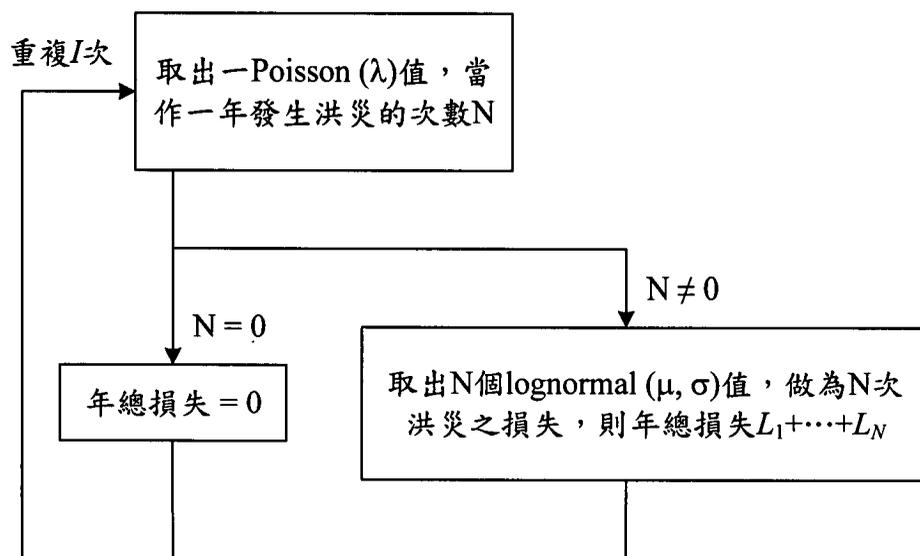 重複I次
取出一Poisson (λ)值，當
作一年發生洪災的次數N
N ≠ 0
N = 0
年總損失 = 0
取出N個lognormal (μ, σ)值，做為N次
洪災之損失，則年總損失L₁+⋯+L_N